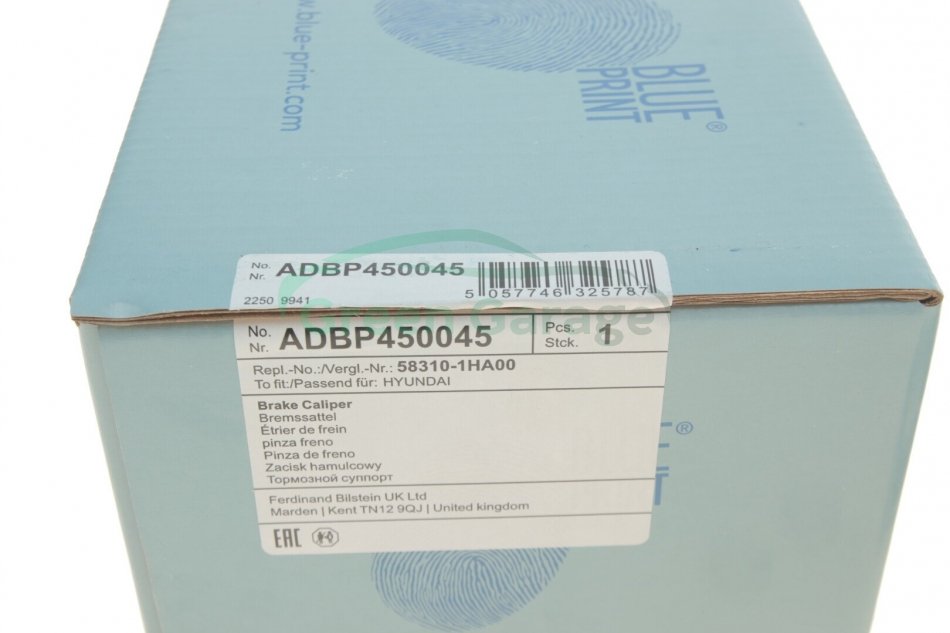 www.blue-print.com
BLUE
PRINT®
No.
Nr. ADBP450045
2250 9941
5 057746 325787
Green Garage
No.
Nr. ADBP450045
Pcs.
Stck. 1
Repl.-No.:/Vergl.-Nr.: 58310-1HA00
To fit:/Passend für: HYUNDAI
Brake Caliper
Bremssattel
Étrier de frein
pinza freno
Pinza de freno
Zacisk hamulcowy
Тормозной суппорт
Ferdinand Bilstein UK Ltd
Marden | Kent TN12 9QJ | United kingdom
EAC
®